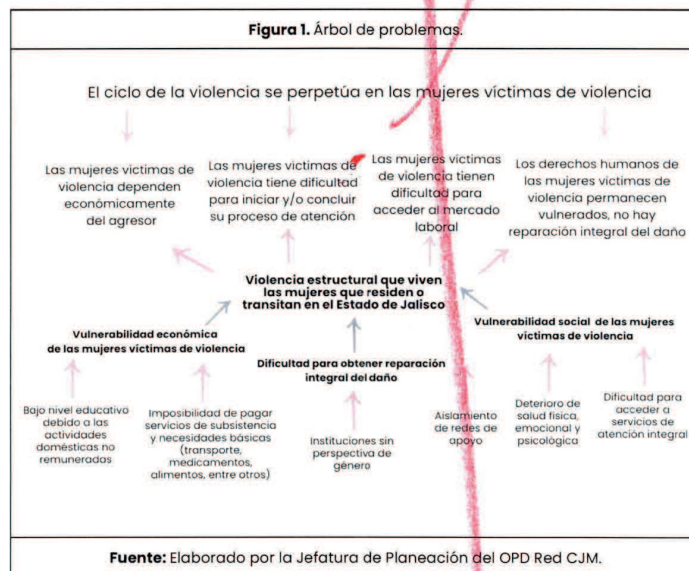 Figura 1. Árbol de problemas.
El ciclo de la violencia se perpetúa en las mujeres víctimas de violencia
Las mujeres victimas de
violencia dependen
económicamente
del agresor
Las mujeres victimas de
violencia tiene dificultad
para iniciar y/o concluir
su proceso de atención
Las mujeres víctimas
de violencia tienen
dificultad para
acceder al mercado
laboral
Los derechos humanos de
las mujeres víctimas de
violencia permanecen
vulnerados, no hay
reparación integral del daño
Violencia estructural que viven
las mujeres que residen o
transitan en el Estado de Jalisco
Vulnerabilidad económica
de las mujeres víctimas de violencia
Dificultad para obtener reparación
integral del daño
Vulnerabilidad social de las mujeres
víctimas de violencia
Bajo nivel educativo
debido a las
actividades
domésticas no
remuneradas
Imposibilidad de pagar
servicios de subsistencia
y necesidades básicas
(transporte,
medicamentos,
alimentos, entre otros)
Instituciones sin
perspectiva de
género
Aislamiento
de redes de
apoyo
Deterioro de
salud física,
emocional y
psicológica
Dificultad para
acceder a
servicios de
atención integral
Fuente: Elaborado por la Jefatura de Planeación del OPD Red CJM.